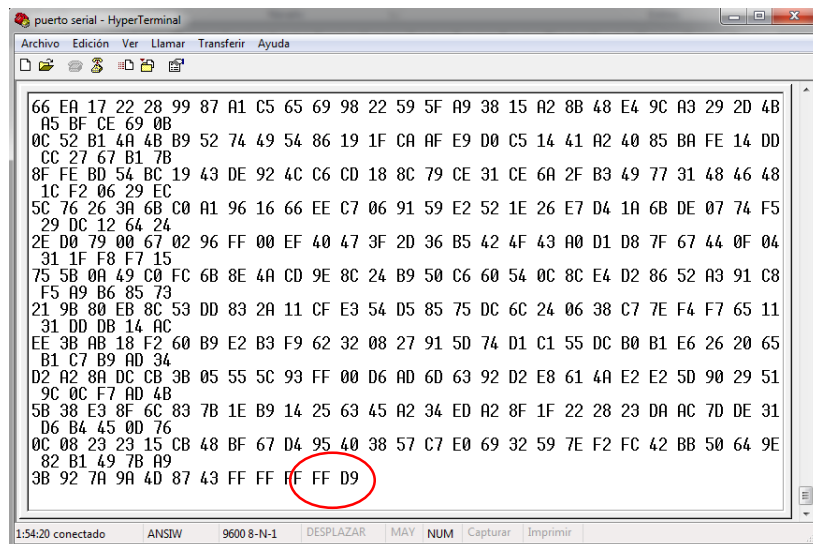 puerto serial - HyperTerminal
Archivo Edición Ver Llamar Transferir Ayuda
66 EA 17 22 28 99 87 A1 C5 65 69 98 22 59 5F A9 38 15 A2 8B 48 E4 9C A3 29 2D 4B
A5 BF CE 69 0B
0C 52 B1 4A 4B B9 52 74 49 54 86 19 1F CA AF E9 D0 C5 14 41 A2 40 85 BA FE 14 DD
CC 27 67 B1 7B
8F FE BD 54 BC 19 43 DE 92 4C C6 CD 18 8C 79 CE 31 CE 6A 2F B3 49 77 31 48 46 48
1C F2 06 29 EC
5C 76 26 3A 6B C0 A1 96 16 66 EE C7 06 91 59 E2 52 1E 26 E7 D4 1A 6B DE 07 74 F5
29 DC 12 64 24
2E D0 79 00 67 02 96 FF 00 EF 40 47 3F 2D 36 B5 42 4F 43 A0 D1 D8 7F 67 44 0F 04
31 1F F8 F7 15
75 5B 0A 49 C0 FC 6B 8E 4A CD 9E 8C 24 B9 50 C6 60 54 0C 8C E4 D2 86 52 A3 91 C8
F5 A9 B6 85 73
21 9B 80 EB 8C 53 DD 83 2A 11 CF E3 54 D5 85 75 DC 6C 24 06 38 C7 7E F4 F7 65 11
31 DD DB 14 AC
EE 3B AB 18 F2 60 B9 E2 B3 F9 62 32 08 27 91 5D 74 D1 C1 55 DC B0 B1 E6 26 20 65
B1 C7 B9 AD 34
D2 A2 8A DC CB 3B 05 55 5C 93 FF 00 D6 AD 6D 63 92 D2 E8 61 4A E2 E2 5D 90 29 51
9C 0C F7 AD 4B
5B 38 E3 8F 6C 83 7B 1E B9 14 25 63 45 A2 34 ED A2 8F 1F 22 28 23 DA AC 7D DE 31
D6 B4 45 0D 76
0C 08 23 23 15 CB 48 BF 67 D4 95 40 38 57 C7 E0 69 32 59 7E F2 FC 42 BB 50 64 9E
82 B1 49 7B A9
3B 92 7A 9A 4D 87 43 FF FF FF FF D9
1:54:20 conectado ANSIW 9600 8-N-1 DESPLAZAR MAY NUM Capturar Imprimir